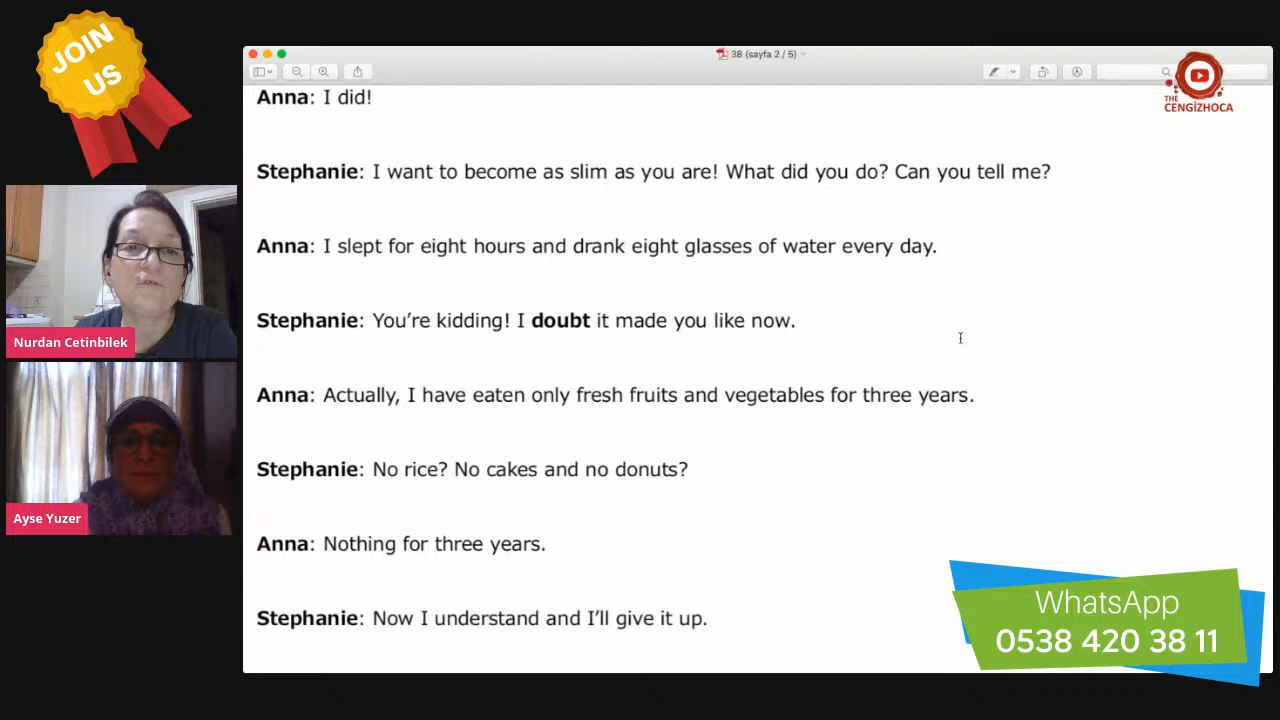 JOIN
US
38 (sayfa 2 / 5)
THE
CENGİZHOCA
Anna: I did!
Stephanie: I want to become as slim as you are! What did you do? Can you tell me?
Anna: I slept for eight hours and drank eight glasses of water every day.
Stephanie: You’re kidding! I doubt it made you like now.
Anna: Actually, I have eaten only fresh fruits and vegetables for three years.
Stephanie: No rice? No cakes and no donuts?
Anna: Nothing for three years.
Stephanie: Now I understand and I’ll give it up.
Nurdan Cetinbilek
Ayse Yuzer
WhatsApp
0538 420 38 11